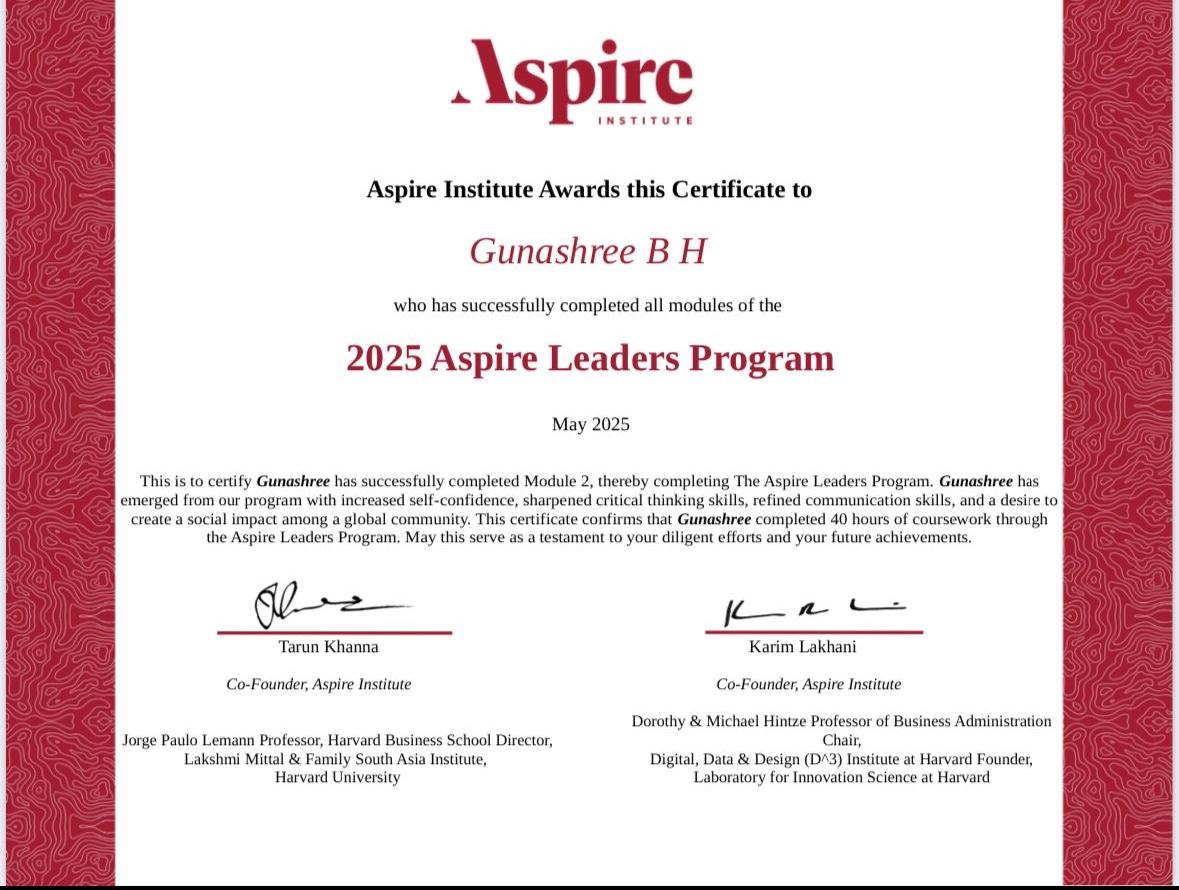 Aspire
INSTITUTE
Aspire Institute Awards this Certificate to
Gunashree B H
who has successfully completed all modules of the
2025 Aspire Leaders Program
May 2025
This is to certify Gunashree has successfully completed Module 2, thereby completing The Aspire Leaders Program. Gunashree has
emerged from our program with increased self-confidence, sharpened critical thinking skills, refined communication skills, and a desire to
create a social impact among a global community. This certificate confirms that Gunashree completed 40 hours of coursework through
the Aspire Leaders Program. May this serve as a testament to your diligent efforts and your future achievements.
Tarun Khanna
Co-Founder, Aspire Institute
Jorge Paulo Lemann Professor, Harvard Business School Director,
Lakshmi Mittal & Family South Asia Institute,
Harvard University
Karim Lakhani
Co-Founder, Aspire Institute
Dorothy & Michael Hintze Professor of Business Administration
Chair,
Digital, Data & Design (D^3) Institute at Harvard Founder,
Laboratory for Innovation Science at Harvard